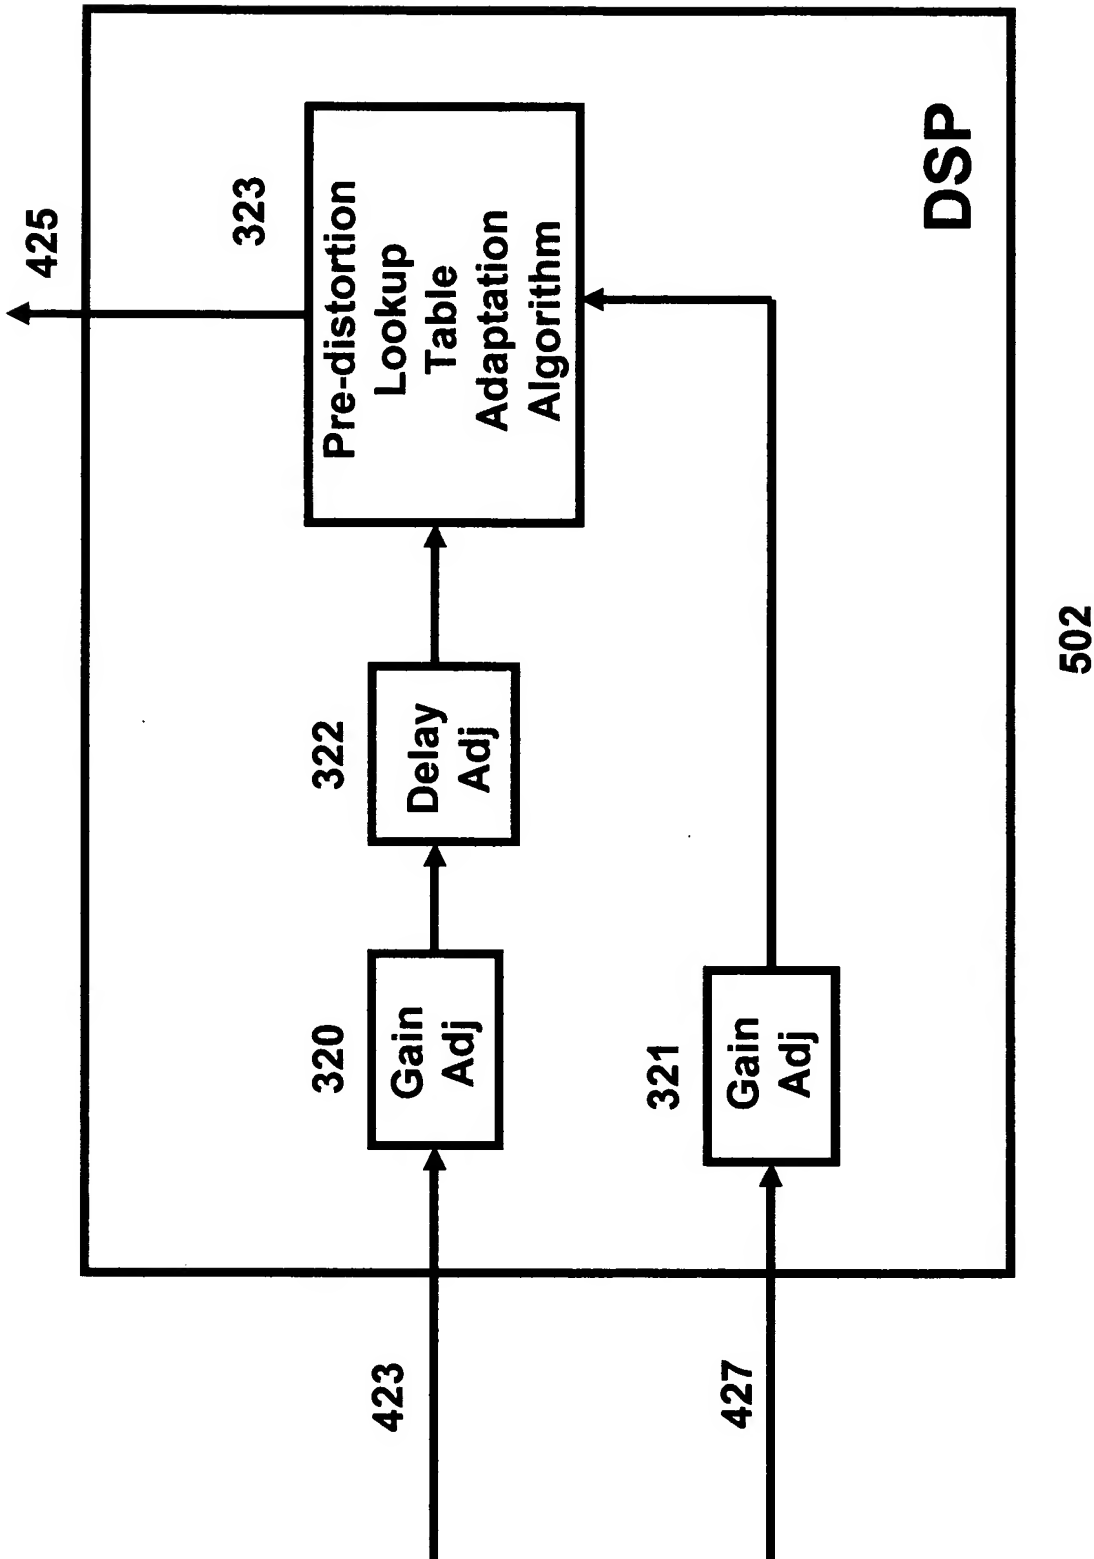 425
323
Pre-distortion
Lookup
Table
Adaptation
Algorithm
322
Delay
Adj
320
Gain
Adj
321
Gain
Adj
423
427
DSP
502